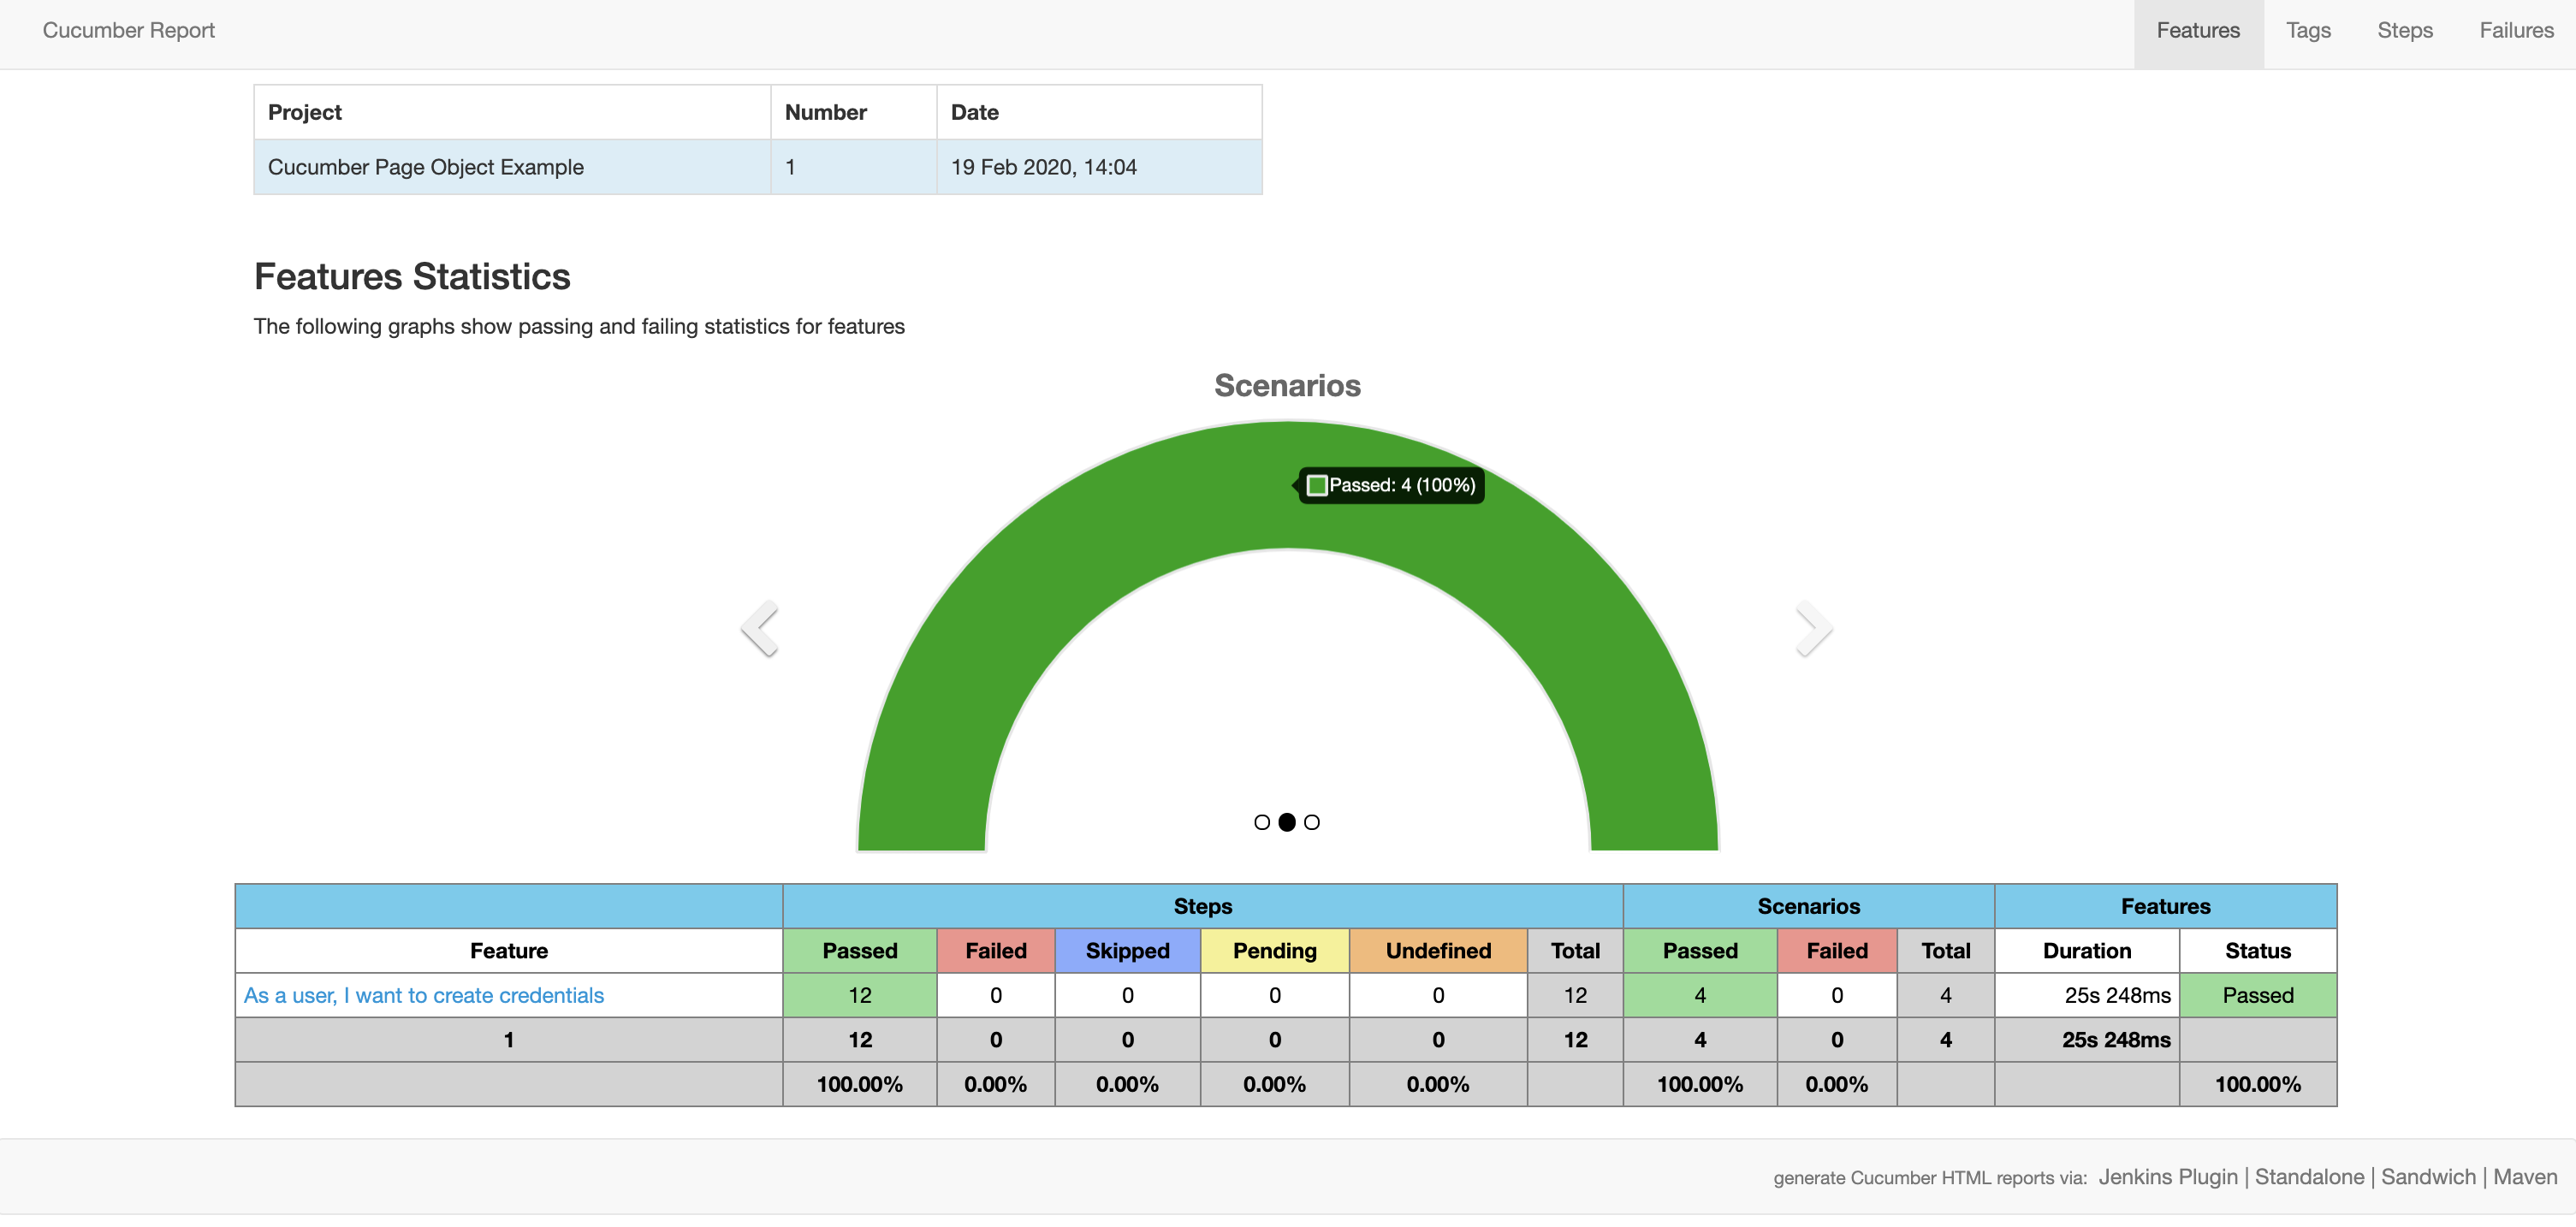 Cucumber Report Features Tags Steps Failures
Project Number Date
Cucumber Page Object Example 1 19 Feb 2020, 14:04
Features Statistics
The following graphs show passing and failing statistics for features
Scenarios
Passed: 4 (100%)
Steps Scenarios Features
Feature Passed Failed Skipped Pending Undefined Total Passed Failed Total Duration Status
As a user, I want to create credentials 12 0 0 0 0 12 4 0 4 25s 248ms Passed
1 12 0 0 0 0 12 4 0 4 25s 248ms
100.00% 0.00% 0.00% 0.00% 0.00% 100.00% 0.00% 100.00%
generate Cucumber HTML reports via: Jenkins Plugin | Standalone | Sandwich | Maven